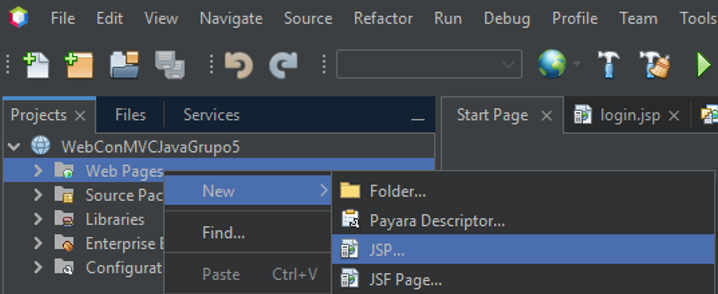 File Edit View Navigate Source Refactor Run Debug Profile Team Tools
Projects Files Services Start Page login.jsp
WebConMVCJavaGrupo5
Web Pages
New Folder...
Source Pac
Payara Descriptor...
Libraries
Find...
Enterprise
JSP...
Configurat
Paste Ctrl+V
JSF Page...